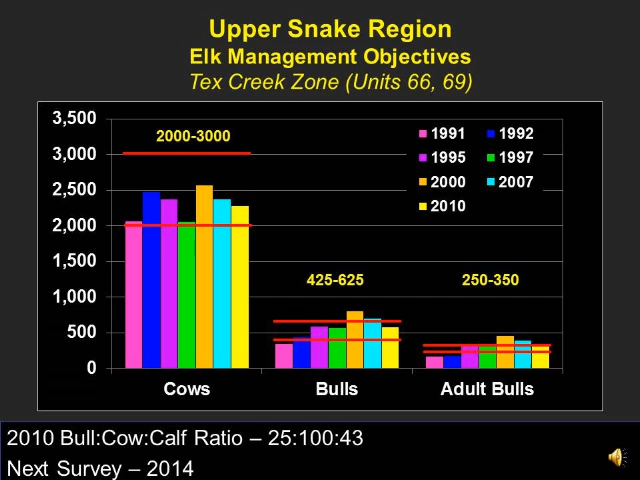 Upper Snake Region
Elk Management Objectives
Tex Creek Zone (Units 66, 69)
3,500
3,000
2,500
2,000
1,500
1,000
500
0
2000-3000
425-625
250-350
1991 1992
1995 1997
2000 2007
2010
Cows Bulls Adult Bulls
2010 Bull:Cow:Calf Ratio – 25:100:43
Next Survey – 2014